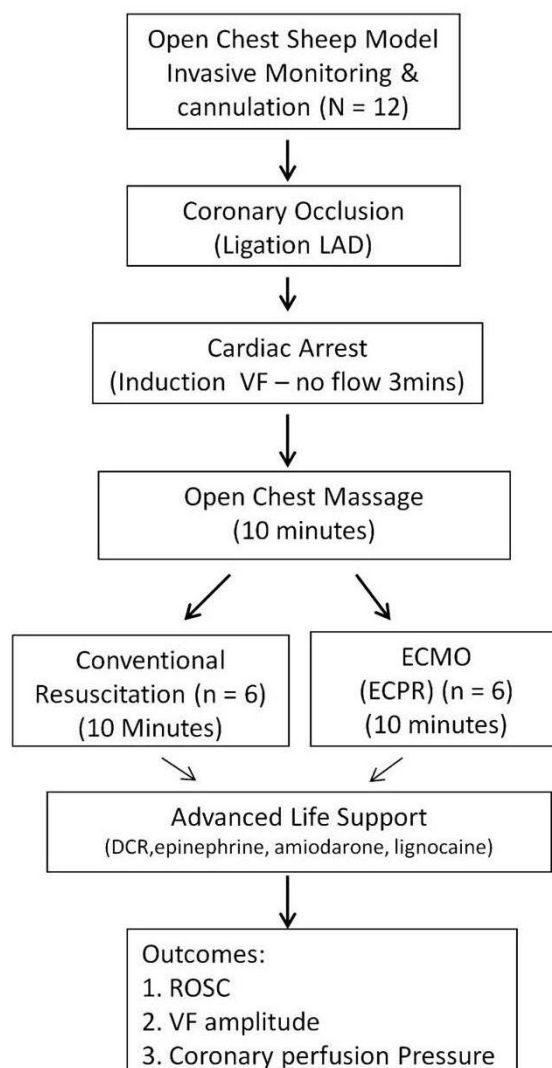 Open Chest Sheep Model
Invasive Monitoring &
cannulation (N = 12)
Coronary Occlusion
(Ligation LAD)
Cardiac Arrest
(Induction VF – no flow 3mins)
Open Chest Massage
(10 minutes)
Conventional
Resuscitation (n = 6)
(10 Minutes)
ECMO
(ECPR) (n = 6)
(10 minutes)
Advanced Life Support
(DCR,epinephrine, amiodarone, lignocaine)
Outcomes:
1. ROSC
2. VF amplitude
3. Coronary perfusion Pressure